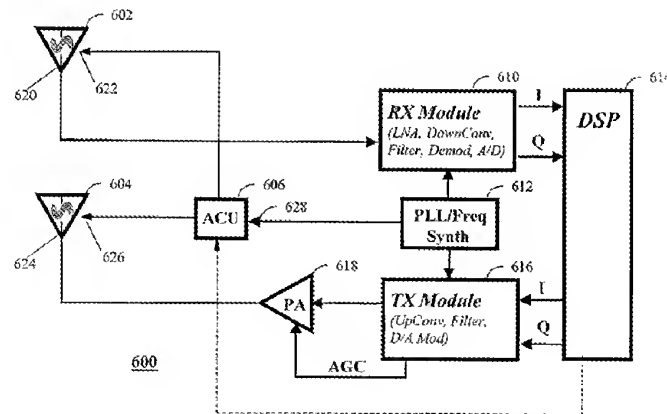 602
620
622
610
RX Module
(LNA, DownConv,
Filter, Demod, A/D)
I
Q
614
DSP
604
606
ACU
628
612
PLL/Freq
Synth
624
626
618
PA
616
TX Module
(UpConv, Filter,
D/A Mod)
I
Q
AGC
600